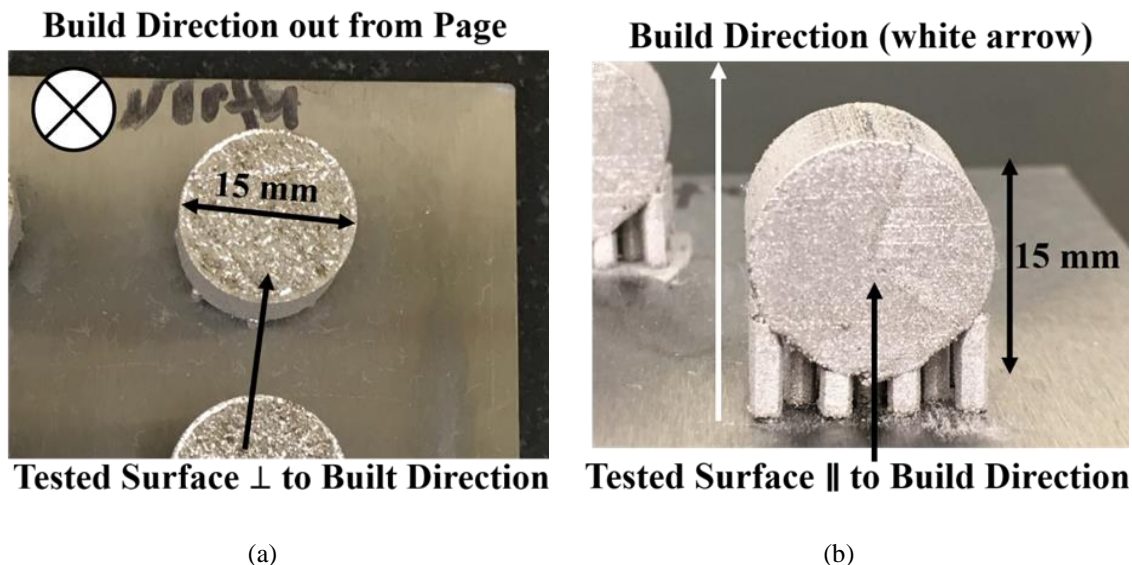 Build Direction out from Page
15 mm
Tested Surface ⊥ to Built Direction
(a)
Build Direction (white arrow)
15 mm
Tested Surface ∥ to Build Direction
(b)